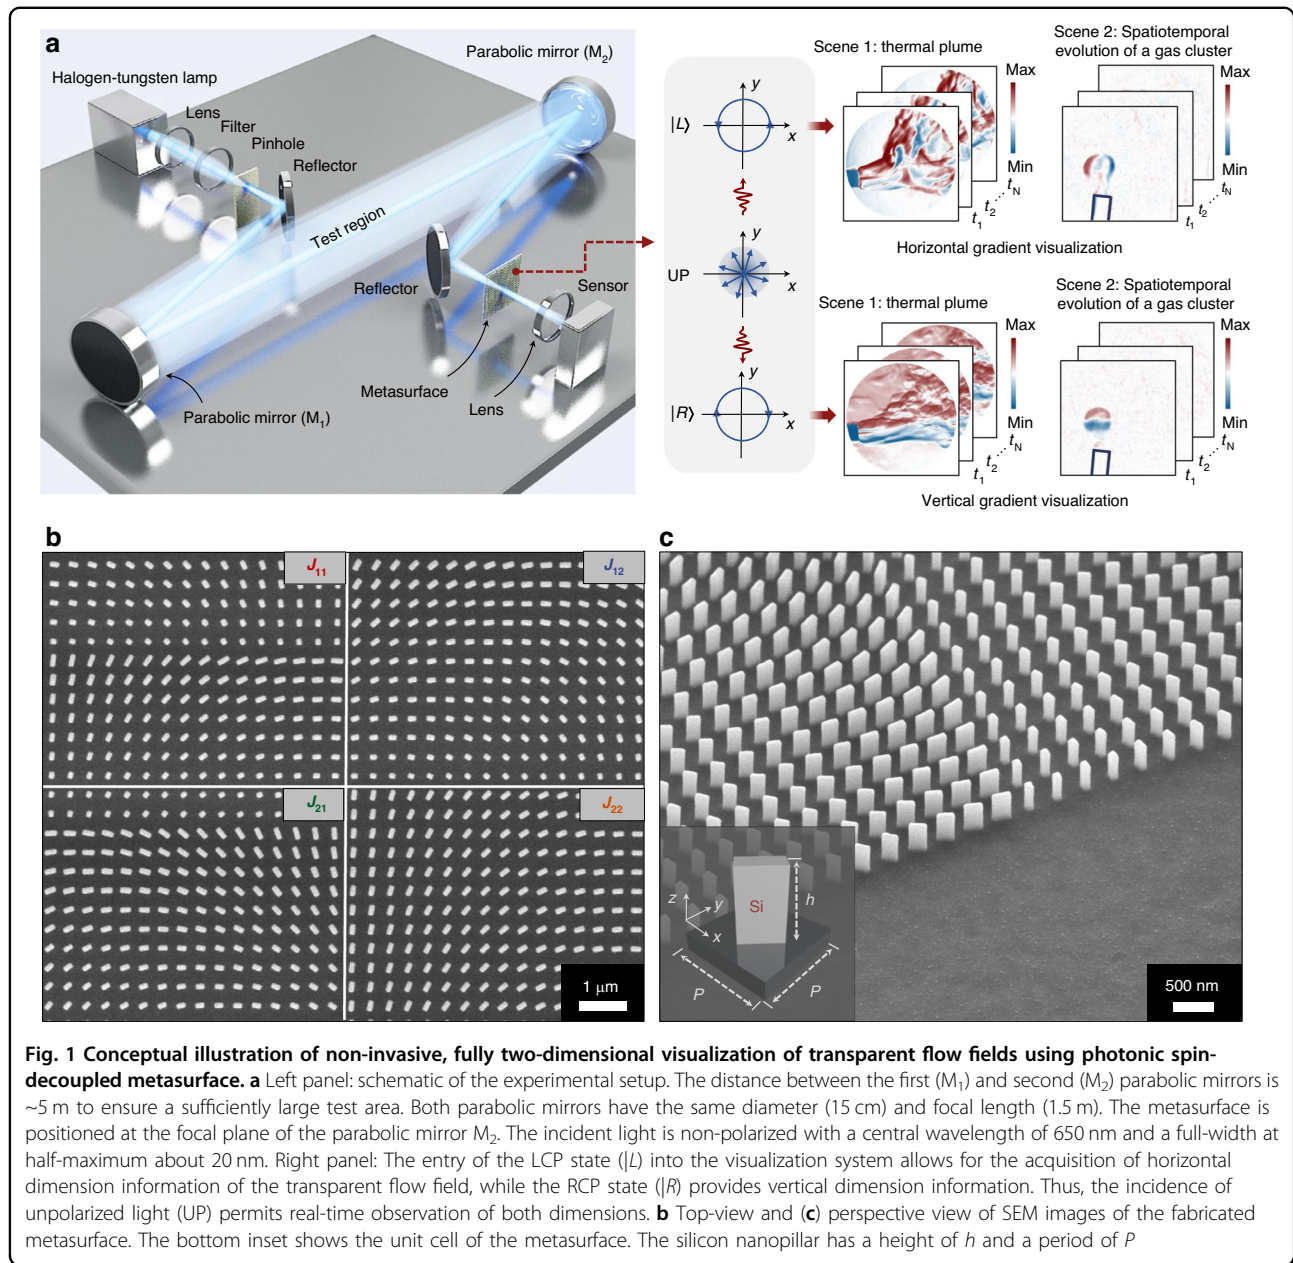 a
Halogen-tungsten lamp
Lens
Filter
Pinhole
Reflector
Parabolic mirror (M2)
Test region
Reflector
Sensor
Metasurface
Lens
Parabolic mirror (M1)
|L⟩
y
x
UP
y
x
|R⟩
y
x
Scene 1: thermal plume
Scene 2: Spatiotemporal
evolution of a gas cluster
Max
Min
tN
t2
t1
Max
Min
tN
t2
t1
Horizontal gradient visualization
Scene 1: thermal plume
Scene 2: Spatiotemporal
evolution of a gas cluster
Max
Min
tN
t2
t1
Max
Min
tN
t2
t1
Vertical gradient visualization
b
J11
J12
J21
J22
1 μm
c
Si
h
z
y
x
P
P
500 nm
Fig. 1 Conceptual illustration of non-invasive, fully two-dimensional visualization of transparent flow fields using photonic spin-
decoupled metasurface. a Left panel: schematic of the experimental setup. The distance between the first (M1) and second (M2) parabolic mirrors is
~5 m to ensure a sufficiently large test area. Both parabolic mirrors have the same diameter (15 cm) and focal length (1.5 m). The metasurface is
positioned at the focal plane of the parabolic mirror M2. The incident light is non-polarized with a central wavelength of 650 nm and a full-width at
half-maximum about 20 nm. Right panel: The entry of the LCP state (|L) into the visualization system allows for the acquisition of horizontal
dimension information of the transparent flow field, while the RCP state (|R) provides vertical dimension information. Thus, the incidence of
unpolarized light (UP) permits real-time observation of both dimensions. b Top-view and (c) perspective view of SEM images of the fabricated
metasurface. The bottom inset shows the unit cell of the metasurface. The silicon nanopillar has a height of h and a period of P